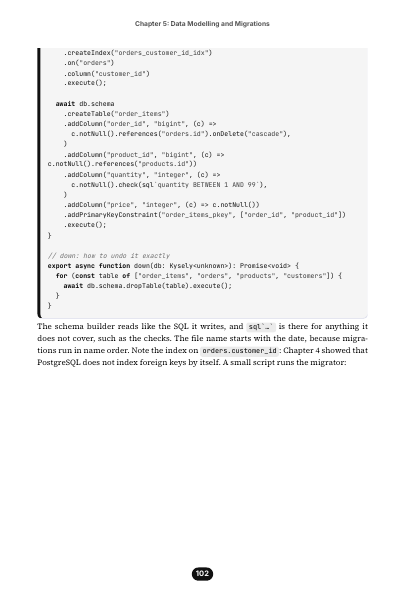 Chapter 5: Data Modelling and Migrations
.createIndex("orders_customer_id_idx")
.on("orders")
.column("customer_id")
.execute();
await db.schema
.createTable("order_items")
.addColumn("order_id", "bigint", (c) =>
c.notNull().references("orders.id").onDelete("cascade"),
)
.addColumn("product_id", "bigint", (c) =>
c.notNull().references("products.id"))
.addColumn("quantity", "integer", (c) =>
c.notNull().check(sql`quantity BETWEEN 1 AND 99`),
)
.addColumn("price", "integer", (c) => c.notNull())
.addPrimaryKeyConstraint("order_items_pkey", ["order_id", "product_id"])
.execute();
}
// down: how to undo it exactly
export async function down(db: Kysely<unknown>): Promise<void> {
for (const table of ["order_items", "orders", "products", "customers"]) {
await db.schema.dropTable(table).execute();
}
}
The schema builder reads like the SQL it writes, and sql`…` is there for anything it
does not cover, such as the checks. The file name starts with the date, because migra-
tions run in name order. Note the index on orders.customer_id: Chapter 4 showed that
PostgreSQL does not index foreign keys by itself. A small script runs the migrator:
102